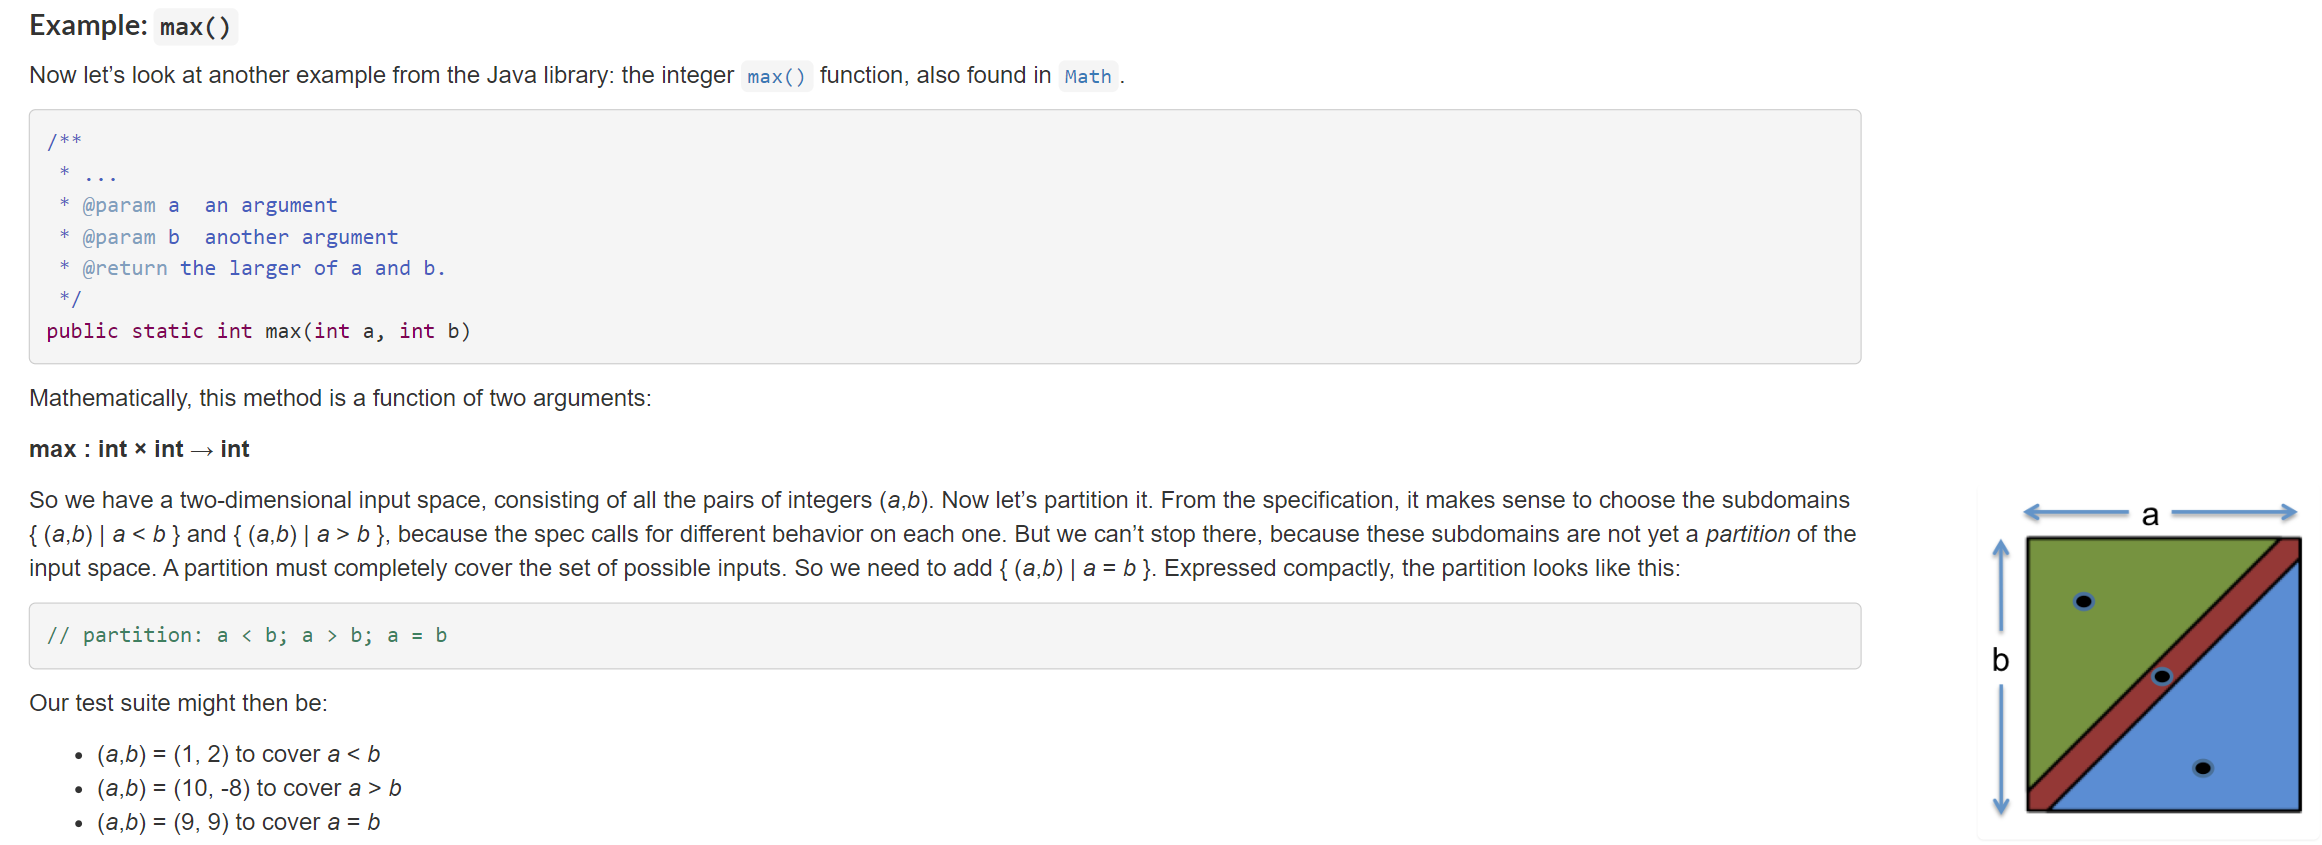 Example: max()
Now let’s look at another example from the Java library: the integer max() function, also found in Math .
/**
 * ...
 * @param a  an argument
 * @param b  another argument
 * @return the larger of a and b.
 */
public static int max(int a, int b)
Mathematically, this method is a function of two arguments:
max : int × int → int
So we have a two-dimensional input space, consisting of all the pairs of integers (a,b). Now let’s partition it. From the specification, it makes sense to choose the subdomains
{ (a,b) | a < b } and { (a,b) | a > b }, because the spec calls for different behavior on each one. But we can’t stop there, because these subdomains are not yet a partition of the
input space. A partition must completely cover the set of possible inputs. So we need to add { (a,b) | a = b }. Expressed compactly, the partition looks like this:
// partition: a < b; a > b; a = b
Our test suite might then be:
• (a,b) = (1, 2) to cover a < b
• (a,b) = (10, -8) to cover a > b
• (a,b) = (9, 9) to cover a = b
a
b